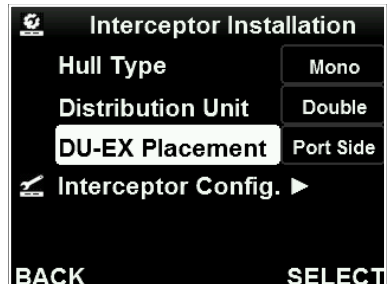 Interceptor Installation
Hull Type Mono
Distribution Unit Double
DU-EX Placement Port Side
Interceptor Config. ▶
BACK SELECT